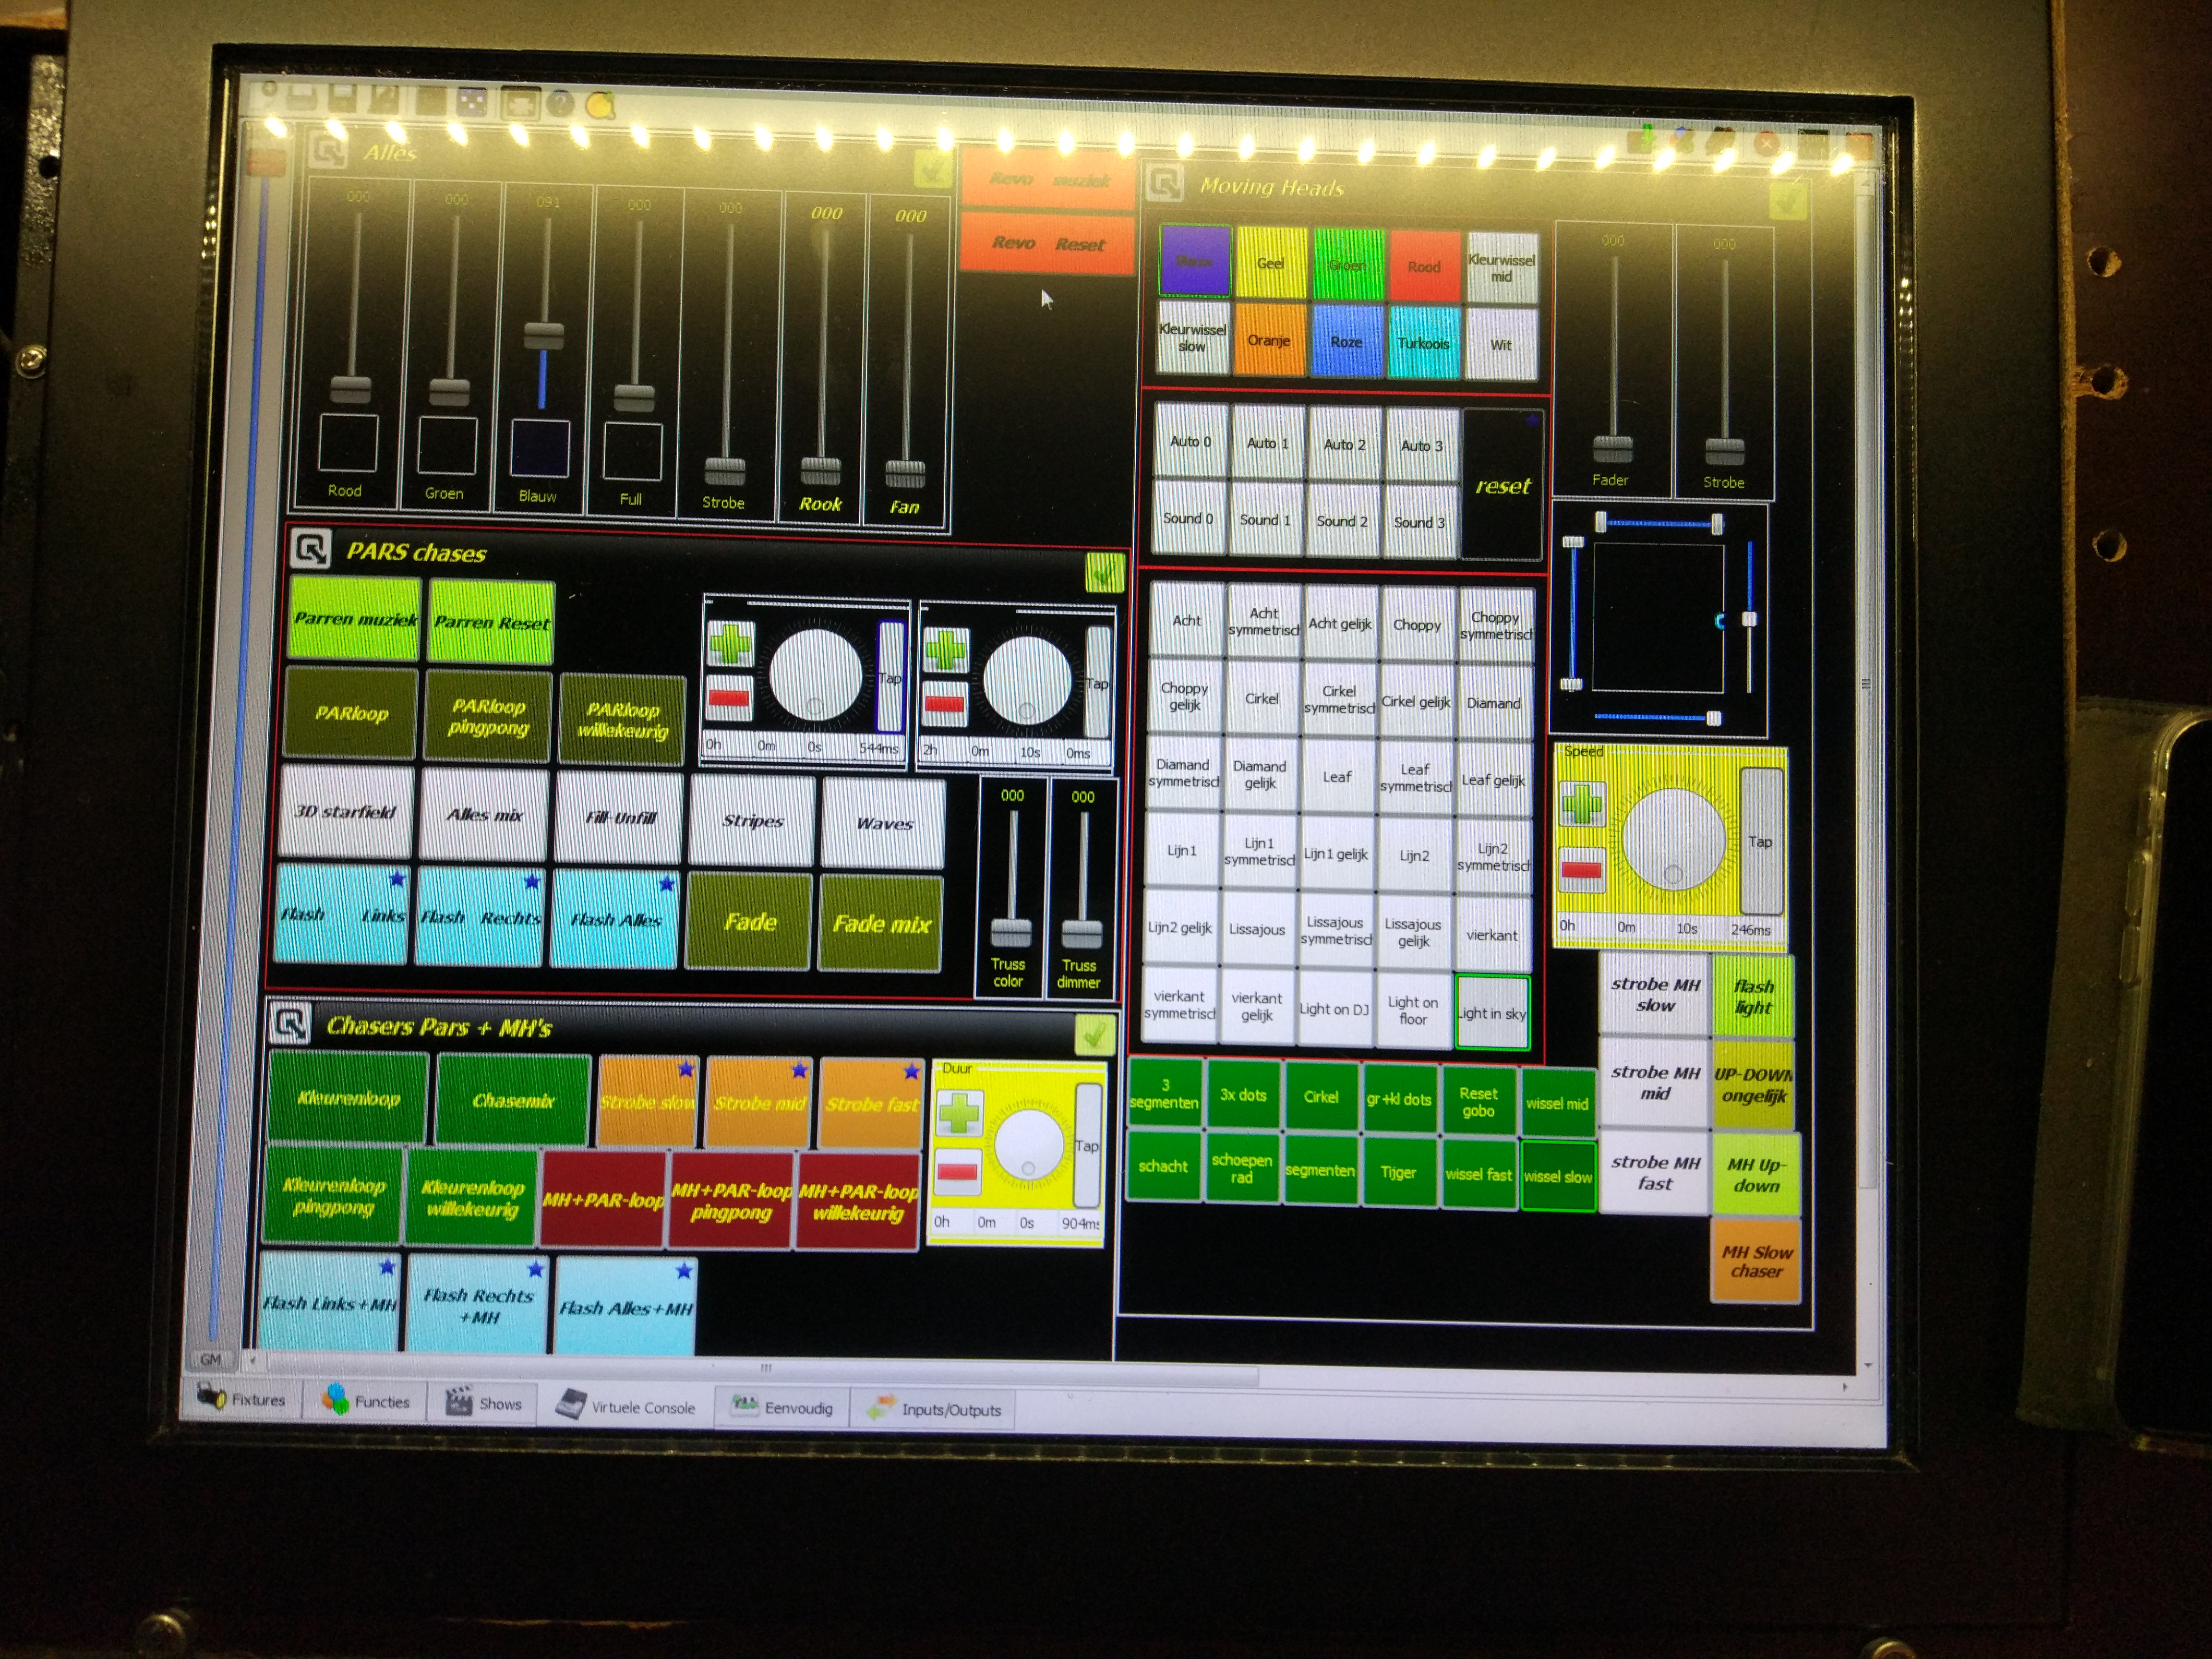 Alles
000
000
091
000
000
000
000
Rood
Groen
Blauw
Full
Strobe
Rook
Fan
Revo muziek
Revo Reset
PARS chases
Parren muziek
Parren Reset
PARloop
PARloop
pingpong
PARloop
willekeurig
Tap
0h
0m
0s
544ms
Tap
2h
0m
10s
0ms
3D starfield
Alles mix
Fill-Unfill
Stripes
Waves
Flash Links
Flash Rechts
Flash Alles
Fade
Fade mix
000
000
Truss
color
Truss
dimmer
Chasers Pars + MH's
Kleurenloop
Chasemix
Strobe slow
Strobe mid
Strobe fast
Kleurenloop
pingpong
Kleurenloop
willekeurig
MH+PAR-loop
MH+PAR-loop
pingpong
MH+PAR-loop
willekeurig
Duur
Tap
0h
0m
0s
904ms
Flash Links+MH
Flash Rechts
+MH
Flash Alles+MH
Moving Heads
Blauw
Geel
Groen
Rood
Kleurwissel
mid
Kleurwissel
slow
Oranje
Roze
Turkoois
Wit
Auto 0
Auto 1
Auto 2
Auto 3
reset
Sound 0
Sound 1
Sound 2
Sound 3
Acht
Acht
symmetrisch
Acht gelijk
Choppy
Choppy
symmetrisch
Choppy
gelijk
Cirkel
Cirkel
symmetrisch
Cirkel gelijk
Diamand
Diamand
symmetrisch
Diamand
gelijk
Leaf
Leaf
symmetrisch
Leaf gelijk
Lijn1
Lijn1
symmetrisch
Lijn1 gelijk
Lijn2
Lijn2
symmetrisch
Lijn2 gelijk
Lissajous
Lissajous
symmetrisch
Lissajous
gelijk
vierkant
vierkant
symmetrisch
vierkant
gelijk
Light on DJ
Light on
floor
Light in sky
3
segmenten
3x dots
Cirkel
gr+kl dots
Reset
gobo
wissel mid
schacht
schoepen
rad
segmenten
Tijger
wissel fast
wissel slow
000
000
Fader
Strobe
Speed
Tap
0h
0m
10s
246ms
strobe MH
slow
flash
light
strobe MH
mid
UP-DOWN
ongelijk
strobe MH
fast
MH Up-
down
MH Slow
chaser
GM
Fixtures
Functies
Shows
Virtuele Console
Eenvoudig
Inputs/Outputs